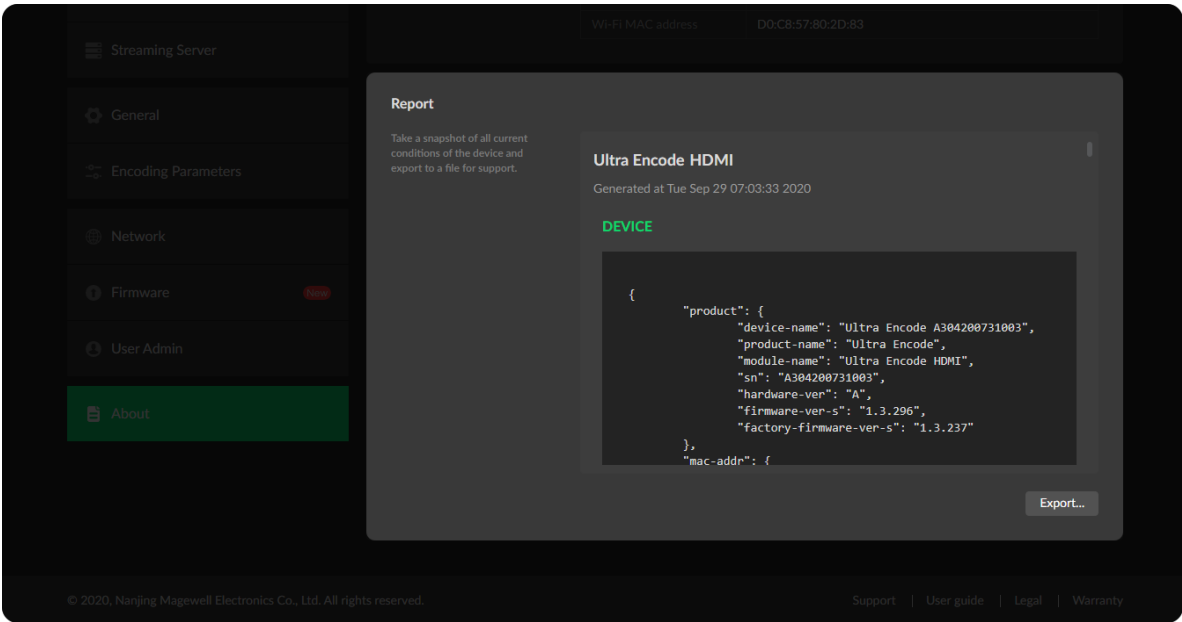 Wi-Fi MAC address D0:C8:57:80:2D:83
Streaming Server
General
Encoding Parameters
Network
Firmware New
User Admin
About
Report
Take a snapshot of all current
conditions of the device and
export to a file for support.
Ultra Encode HDMI
Generated at Tue Sep 29 07:03:33 2020
DEVICE
{
"product": {
"device-name": "Ultra Encode A304200731003",
"product-name": "Ultra Encode",
"module-name": "Ultra Encode HDMI",
"sn": "A304200731003",
"hardware-ver": "A",
"firmware-ver-s": "1.3.296",
"factory-firmware-ver-s": "1.3.237"
},
"mac-addr": {
Export...
© 2020, Nanjing Magewell Electronics Co., Ltd. All rights reserved.
Support | User guide | Legal | Warranty